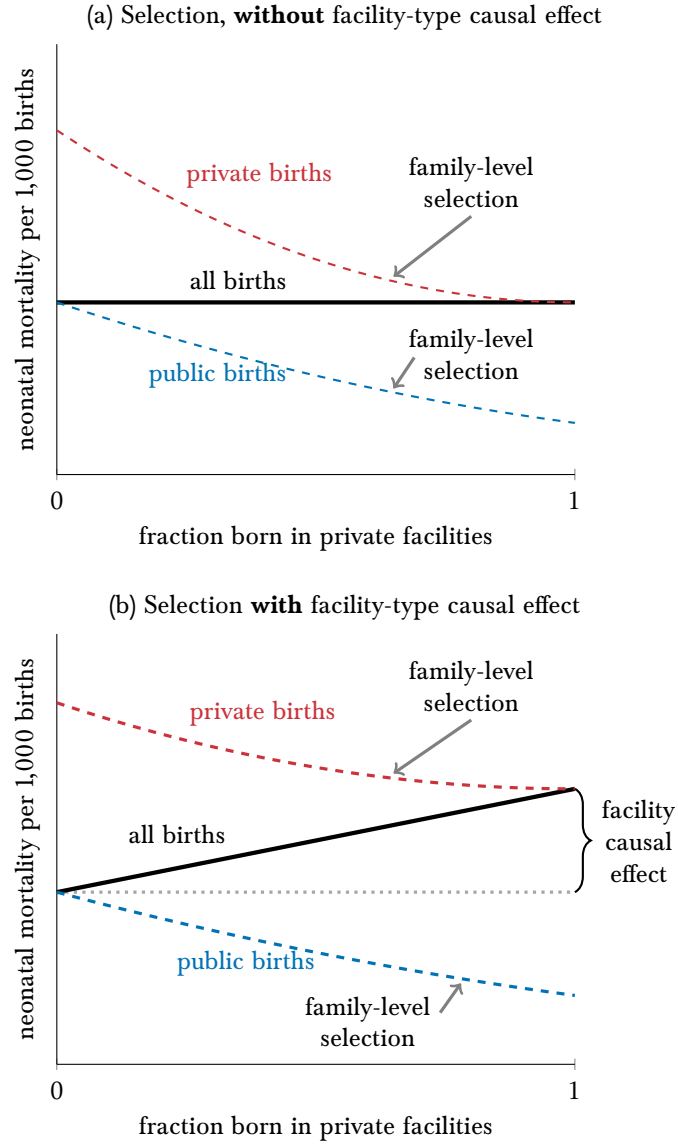 (a) Selection, without facility-type causal effect
neonatal mortality per 1,000 births
private births
family-level
selection
all births
family-level
selection
public births
0
1
fraction born in private facilities
(b) Selection with facility-type causal effect
neonatal mortality per 1,000 births
family-level
selection
private births
all births
facility
causal
effect
public births
family-level
selection
0
1
fraction born in private facilities